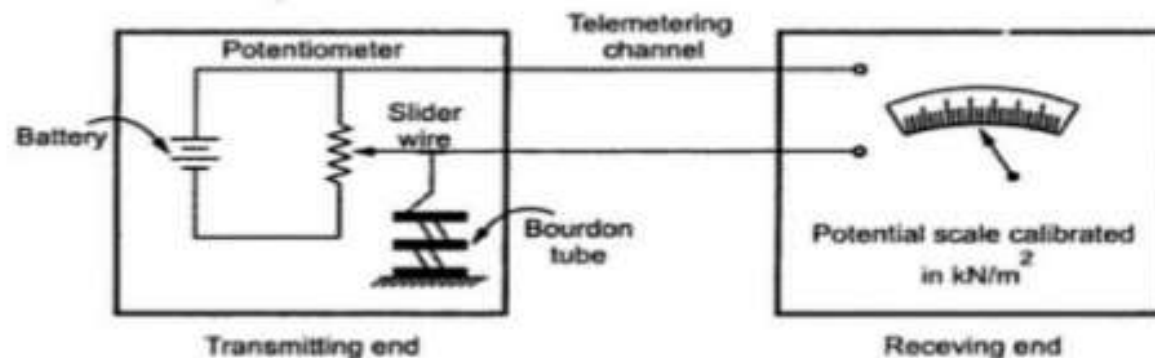 Telemetering
channel
Potentiometer
Battery
Slider
wire
Bourdon
tube
Potential scale calibrated
in kN/m²
Transmitting end
Receving end